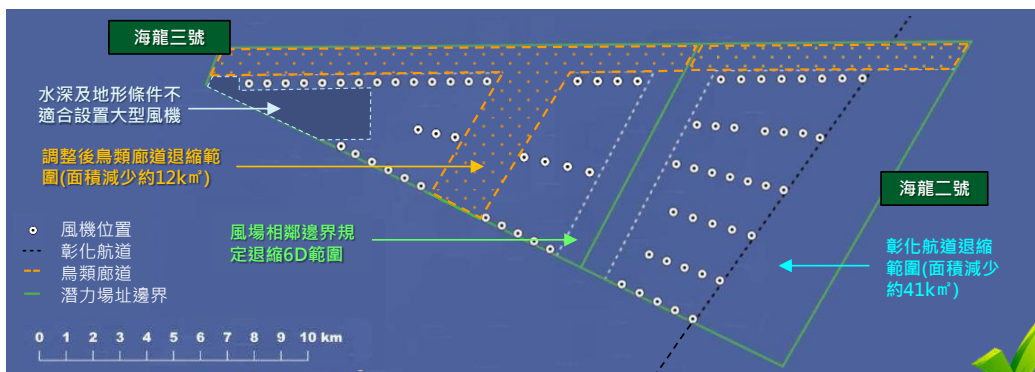 海龍三號
水深及地形條件不
適合設置大型風機
調整後鳥類廊道退縮範
圍(面積減少約12k㎡)
海龍二號
風場相鄰邊界規
定退縮6D範圍
彰化航道退縮
範圍(面積減少
約41k㎡)
風機位置
彰化航道
鳥類廊道
潛力場址邊界
0 1 2 3 4 5 6 7 8 9 10 km